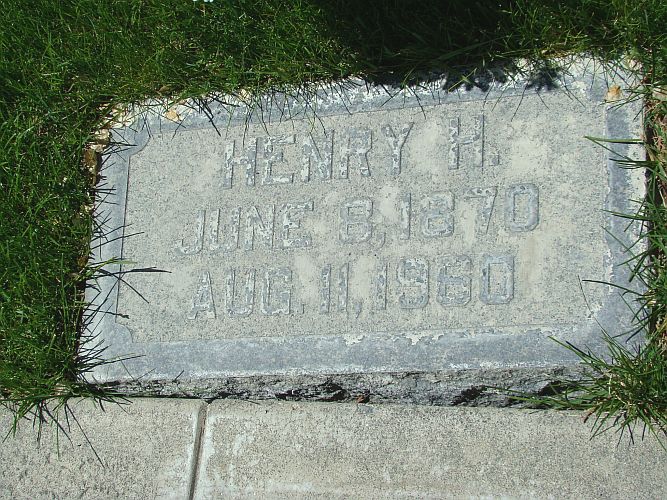 HENRY H.
JUNE 8, 1870
AUG. 11, 1960